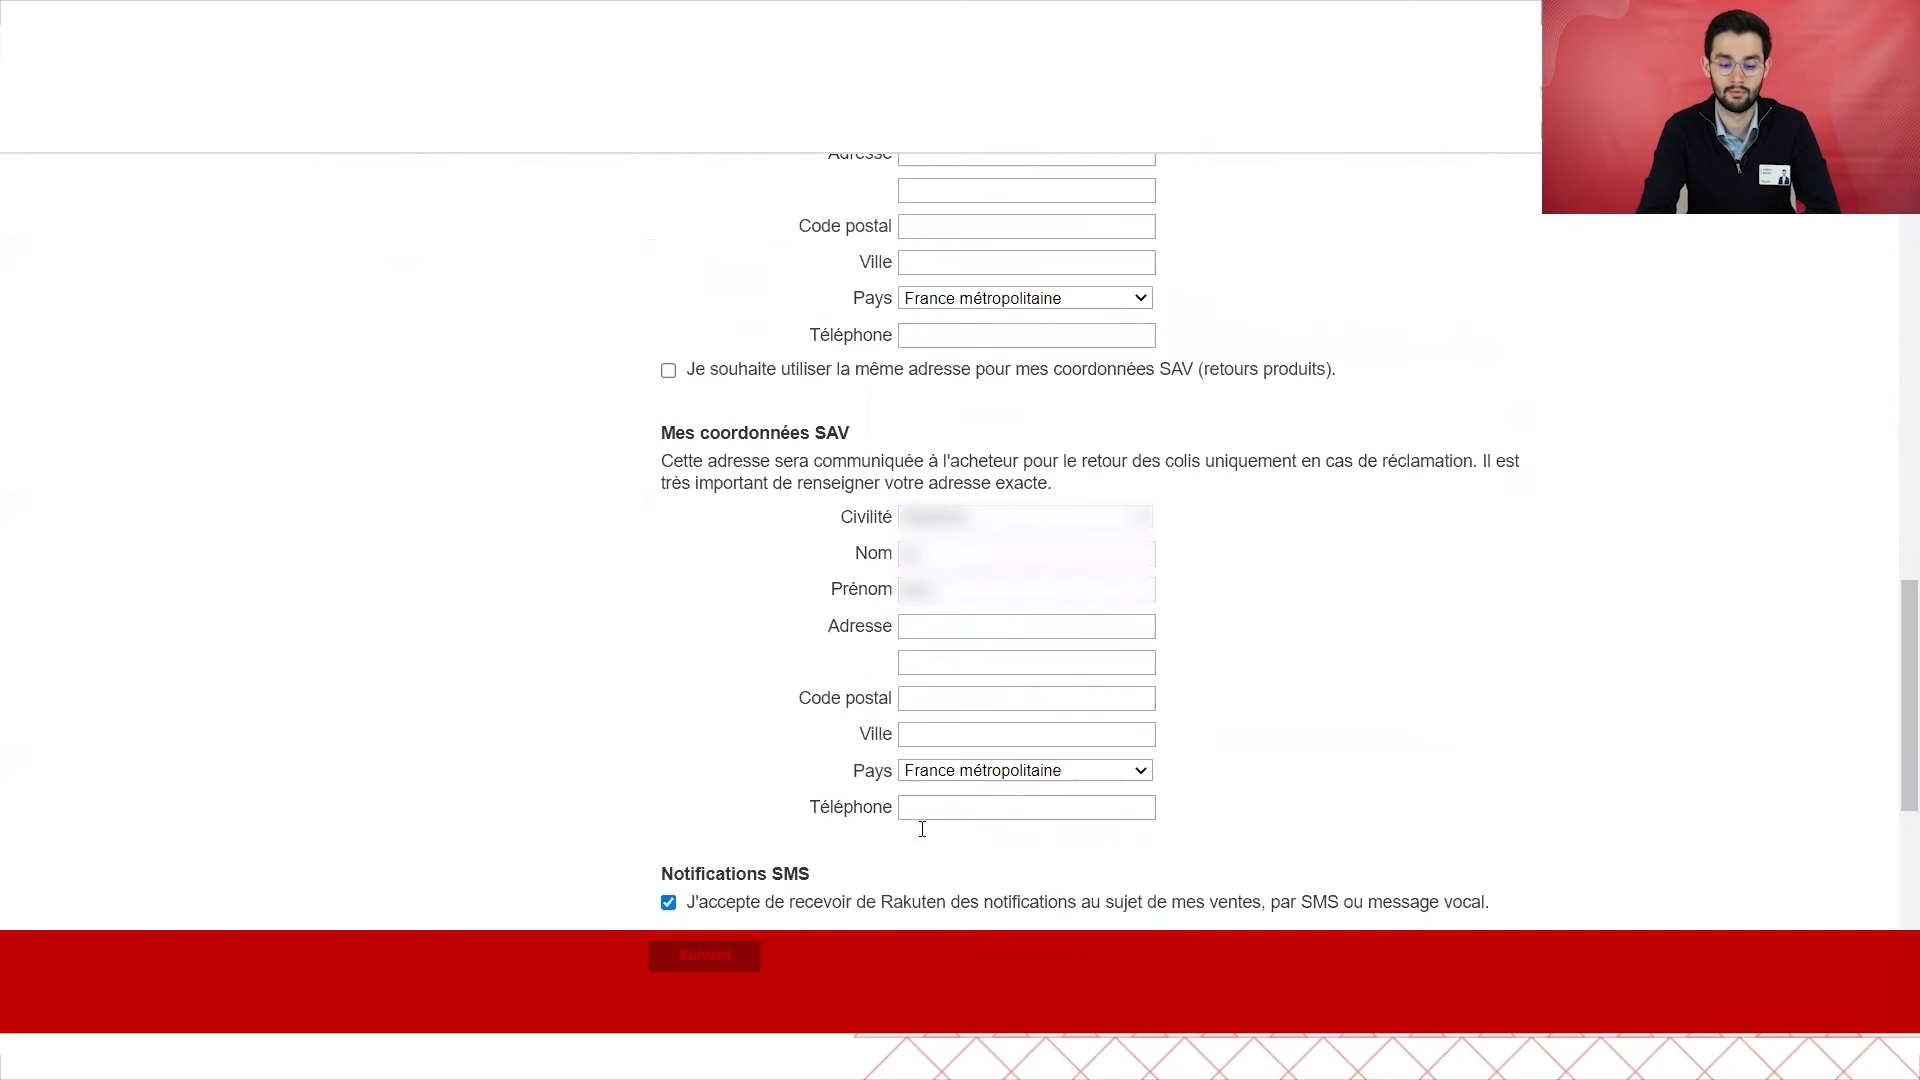 Adresse
Code postal
Ville
Pays France métropolitaine
Téléphone
Je souhaite utiliser la même adresse pour mes coordonnées SAV (retours produits).
Mes coordonnées SAV
Cette adresse sera communiquée à l'acheteur pour le retour des colis uniquement en cas de réclamation. Il est
très important de renseigner votre adresse exacte.
Civilité
Nom
Prénom
Adresse
Code postal
Ville
Pays France métropolitaine
Téléphone
Notifications SMS
J'accepte de recevoir de Rakuten des notifications au sujet de mes ventes, par SMS ou message vocal.
Suivant